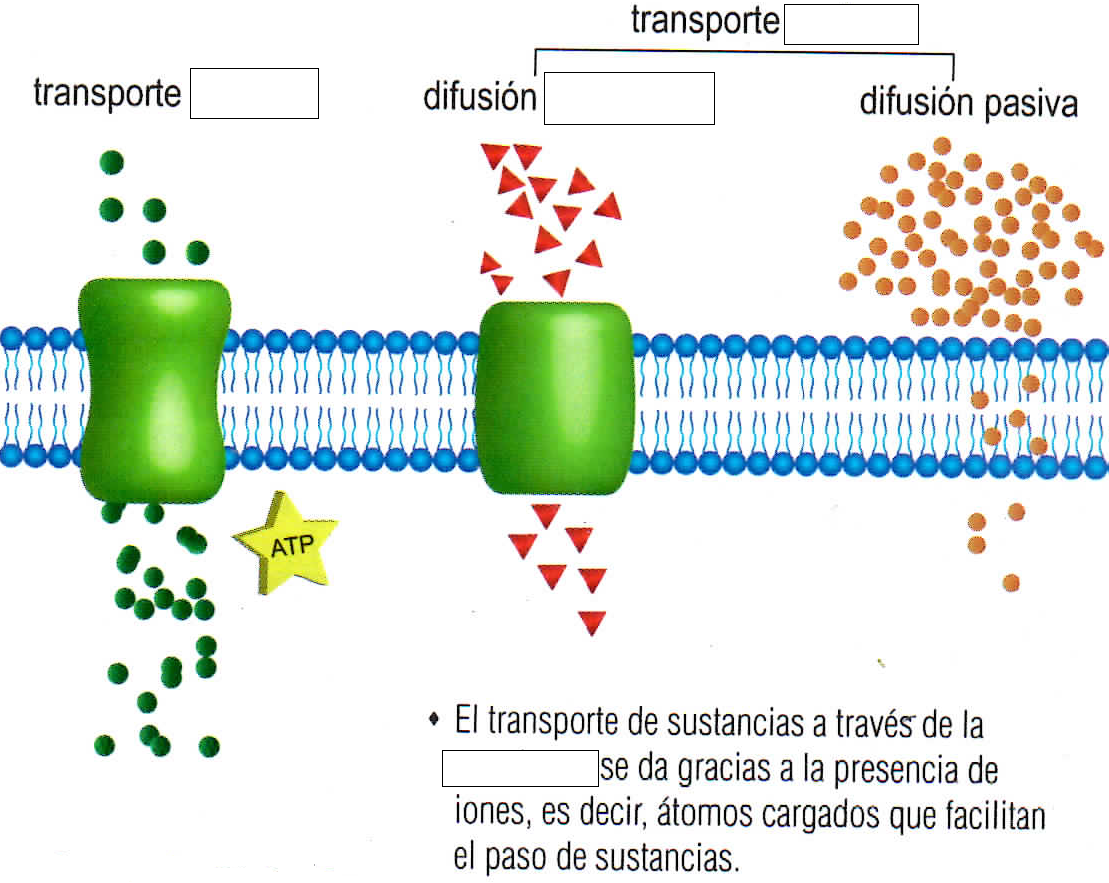 transporte
transporte
difusión
difusión pasiva
ATP
• El transporte de sustancias a través de la
se da gracias a la presencia de
iones, es decir, átomos cargados que facilitan
el paso de sustancias.